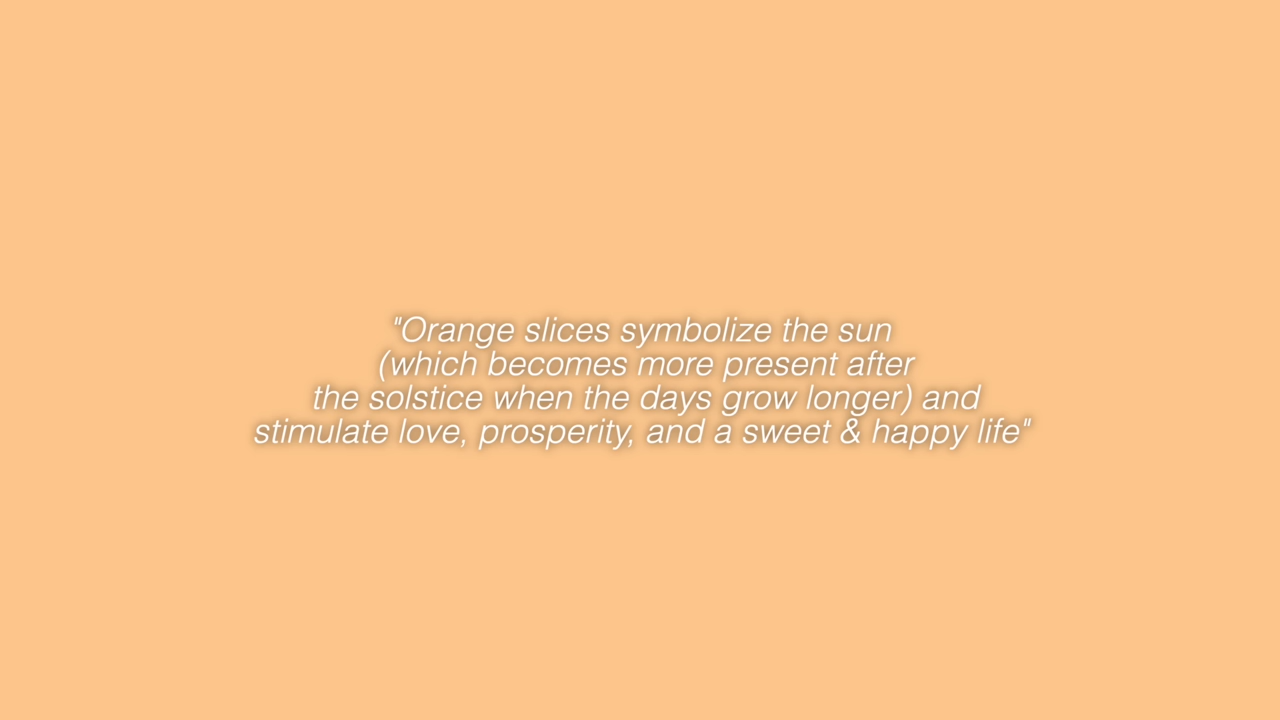 "Orange slices symbolize the sun
(which becomes more present after
the solstice when the days grow longer) and
stimulate love, prosperity, and a sweet & happy life"